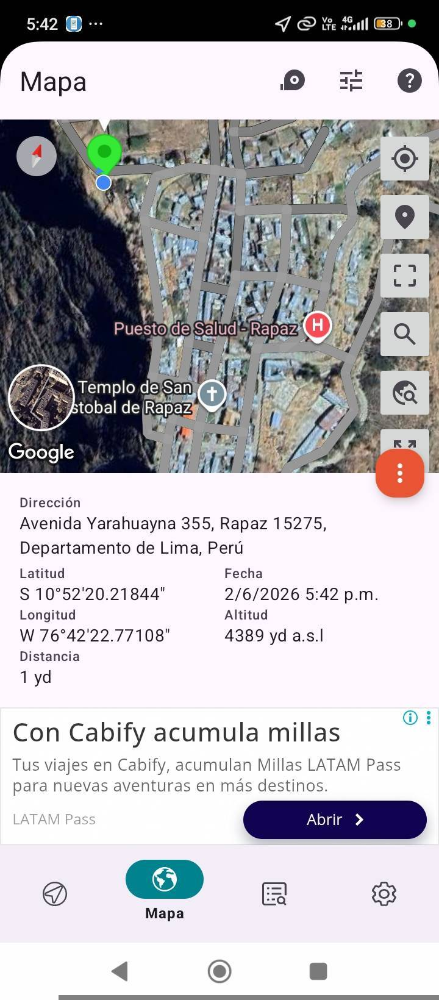 5:42 ... Vo LTE 4G 38
Mapa
Puesto de Salud - Rapaz H
Templo de San
stobal de Rapaz
Google
Dirección
Avenida Yarahuayna 355, Rapaz 15275,
Departamento de Lima, Perú
Latitud Fecha
S 10°52'20.21844" 2/6/2026 5:42 p.m.
Longitud Altitud
W 76°42'22.77108" 4389 yd a.s.l
Distancia
1 yd
Con Cabify acumula millas
Tus viajes en Cabify, acumulan Millas LATAM Pass
para nuevas aventuras en más destinos.
LATAM Pass Abrir
Mapa